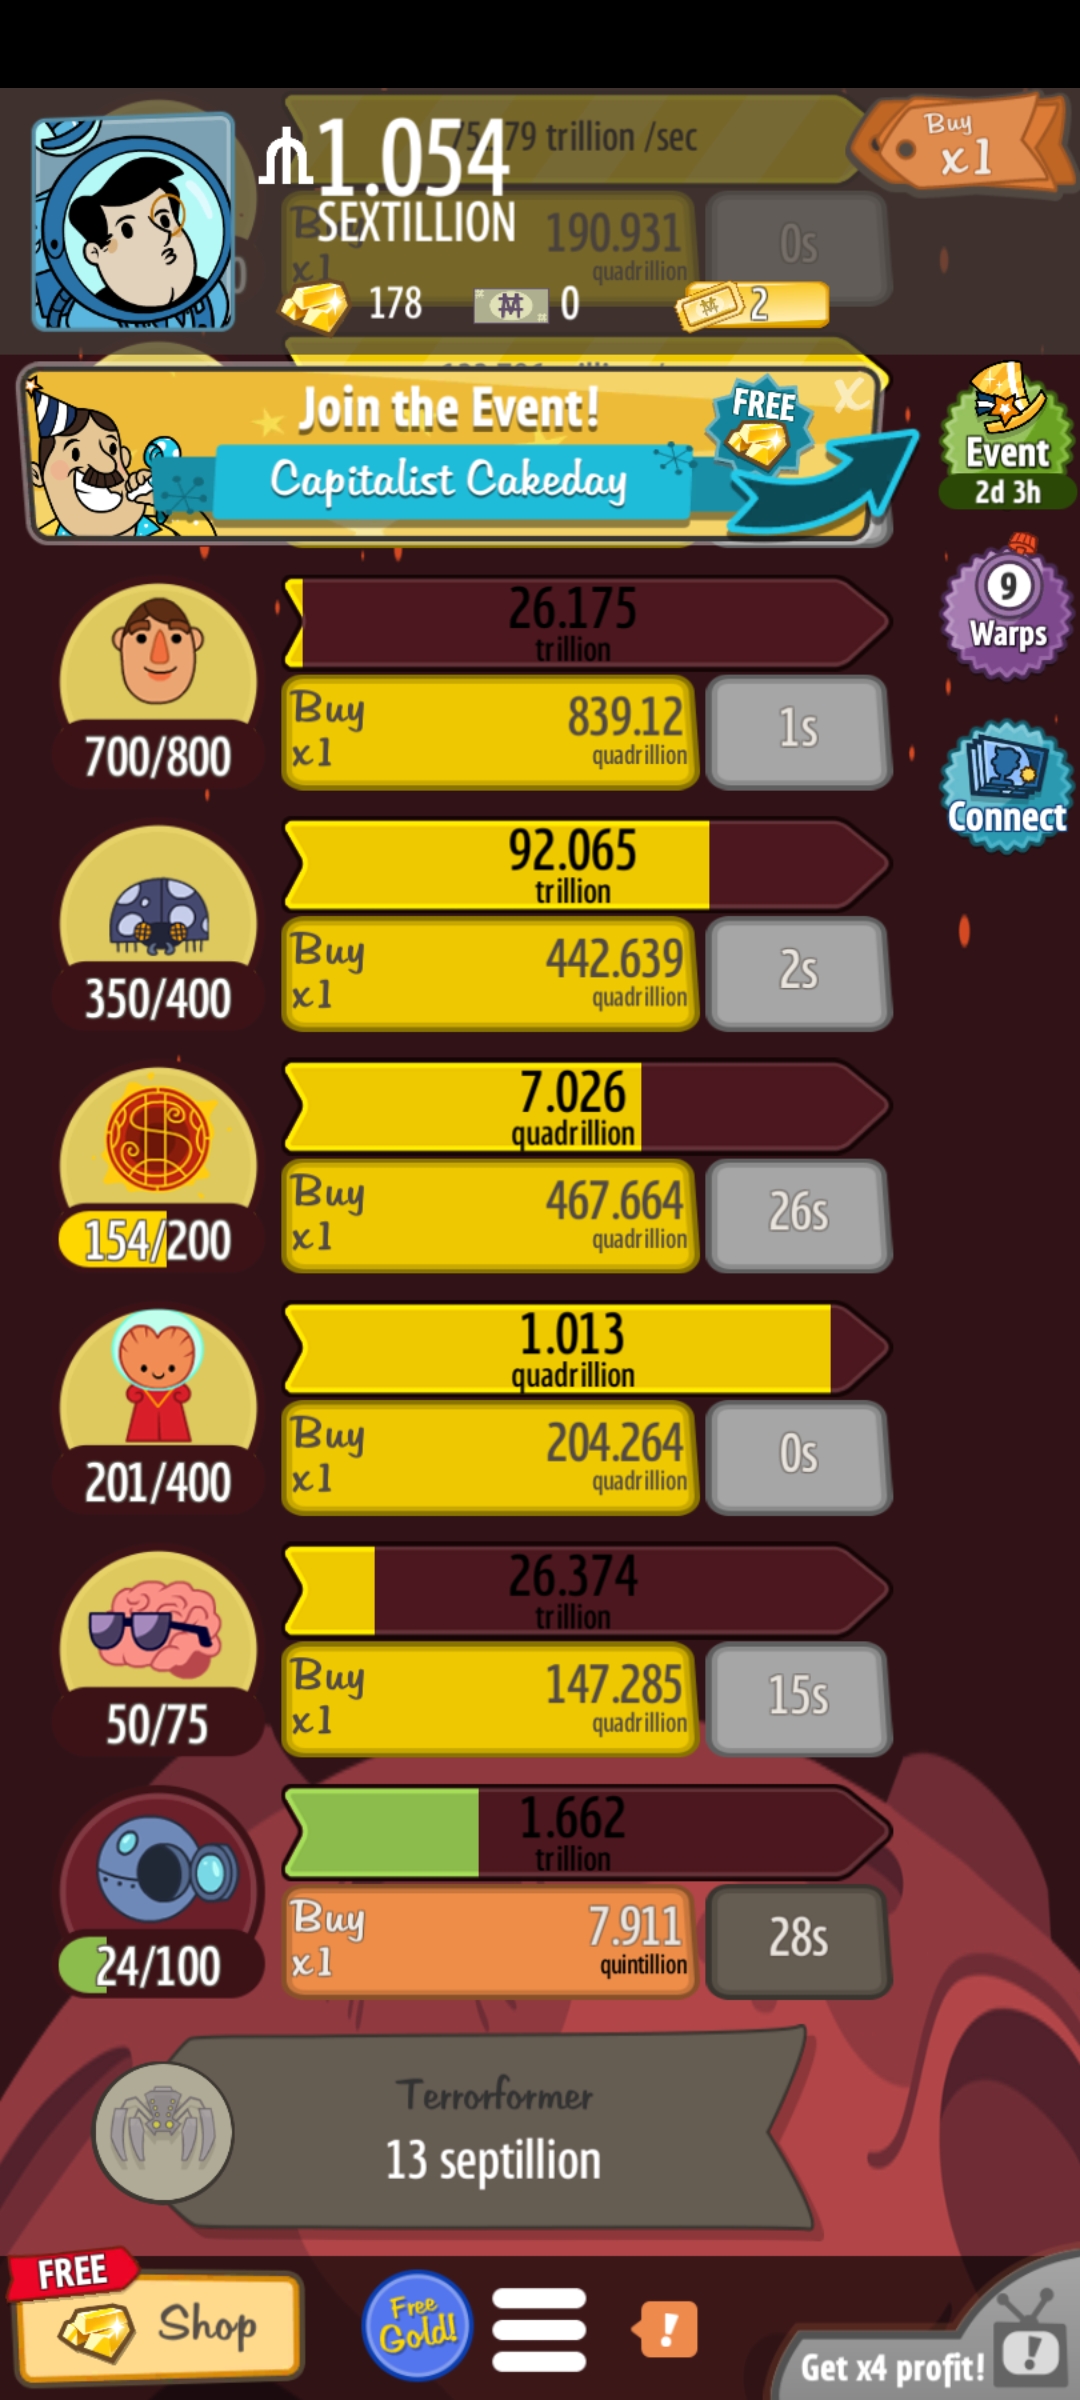 79 trillion /sec
Buy
x1
1.054
SEXTILLION
190.931
quadrillion
x1
0s
178
0
2
Join the Event!
FREE
X
Capitalist Cakeday
Event
2d 3h
9
Warps
Connect
26.175
trillion
Buy
x1
839.12
quadrillion
1s
700/800
92.065
trillion
Buy
x1
442.639
quadrillion
2s
350/400
7.026
quadrillion
Buy
x1
467.664
quadrillion
26s
154/200
1.013
quadrillion
Buy
x1
204.264
quadrillion
0s
201/400
26.374
trillion
Buy
x1
147.285
quadrillion
15s
50/75
1.662
trillion
Buy
x1
7.911
quintillion
28s
24/100
Terrorformer
13 septillion
FREE
Shop
Free
Gold!
!
Get x4 profit!
!